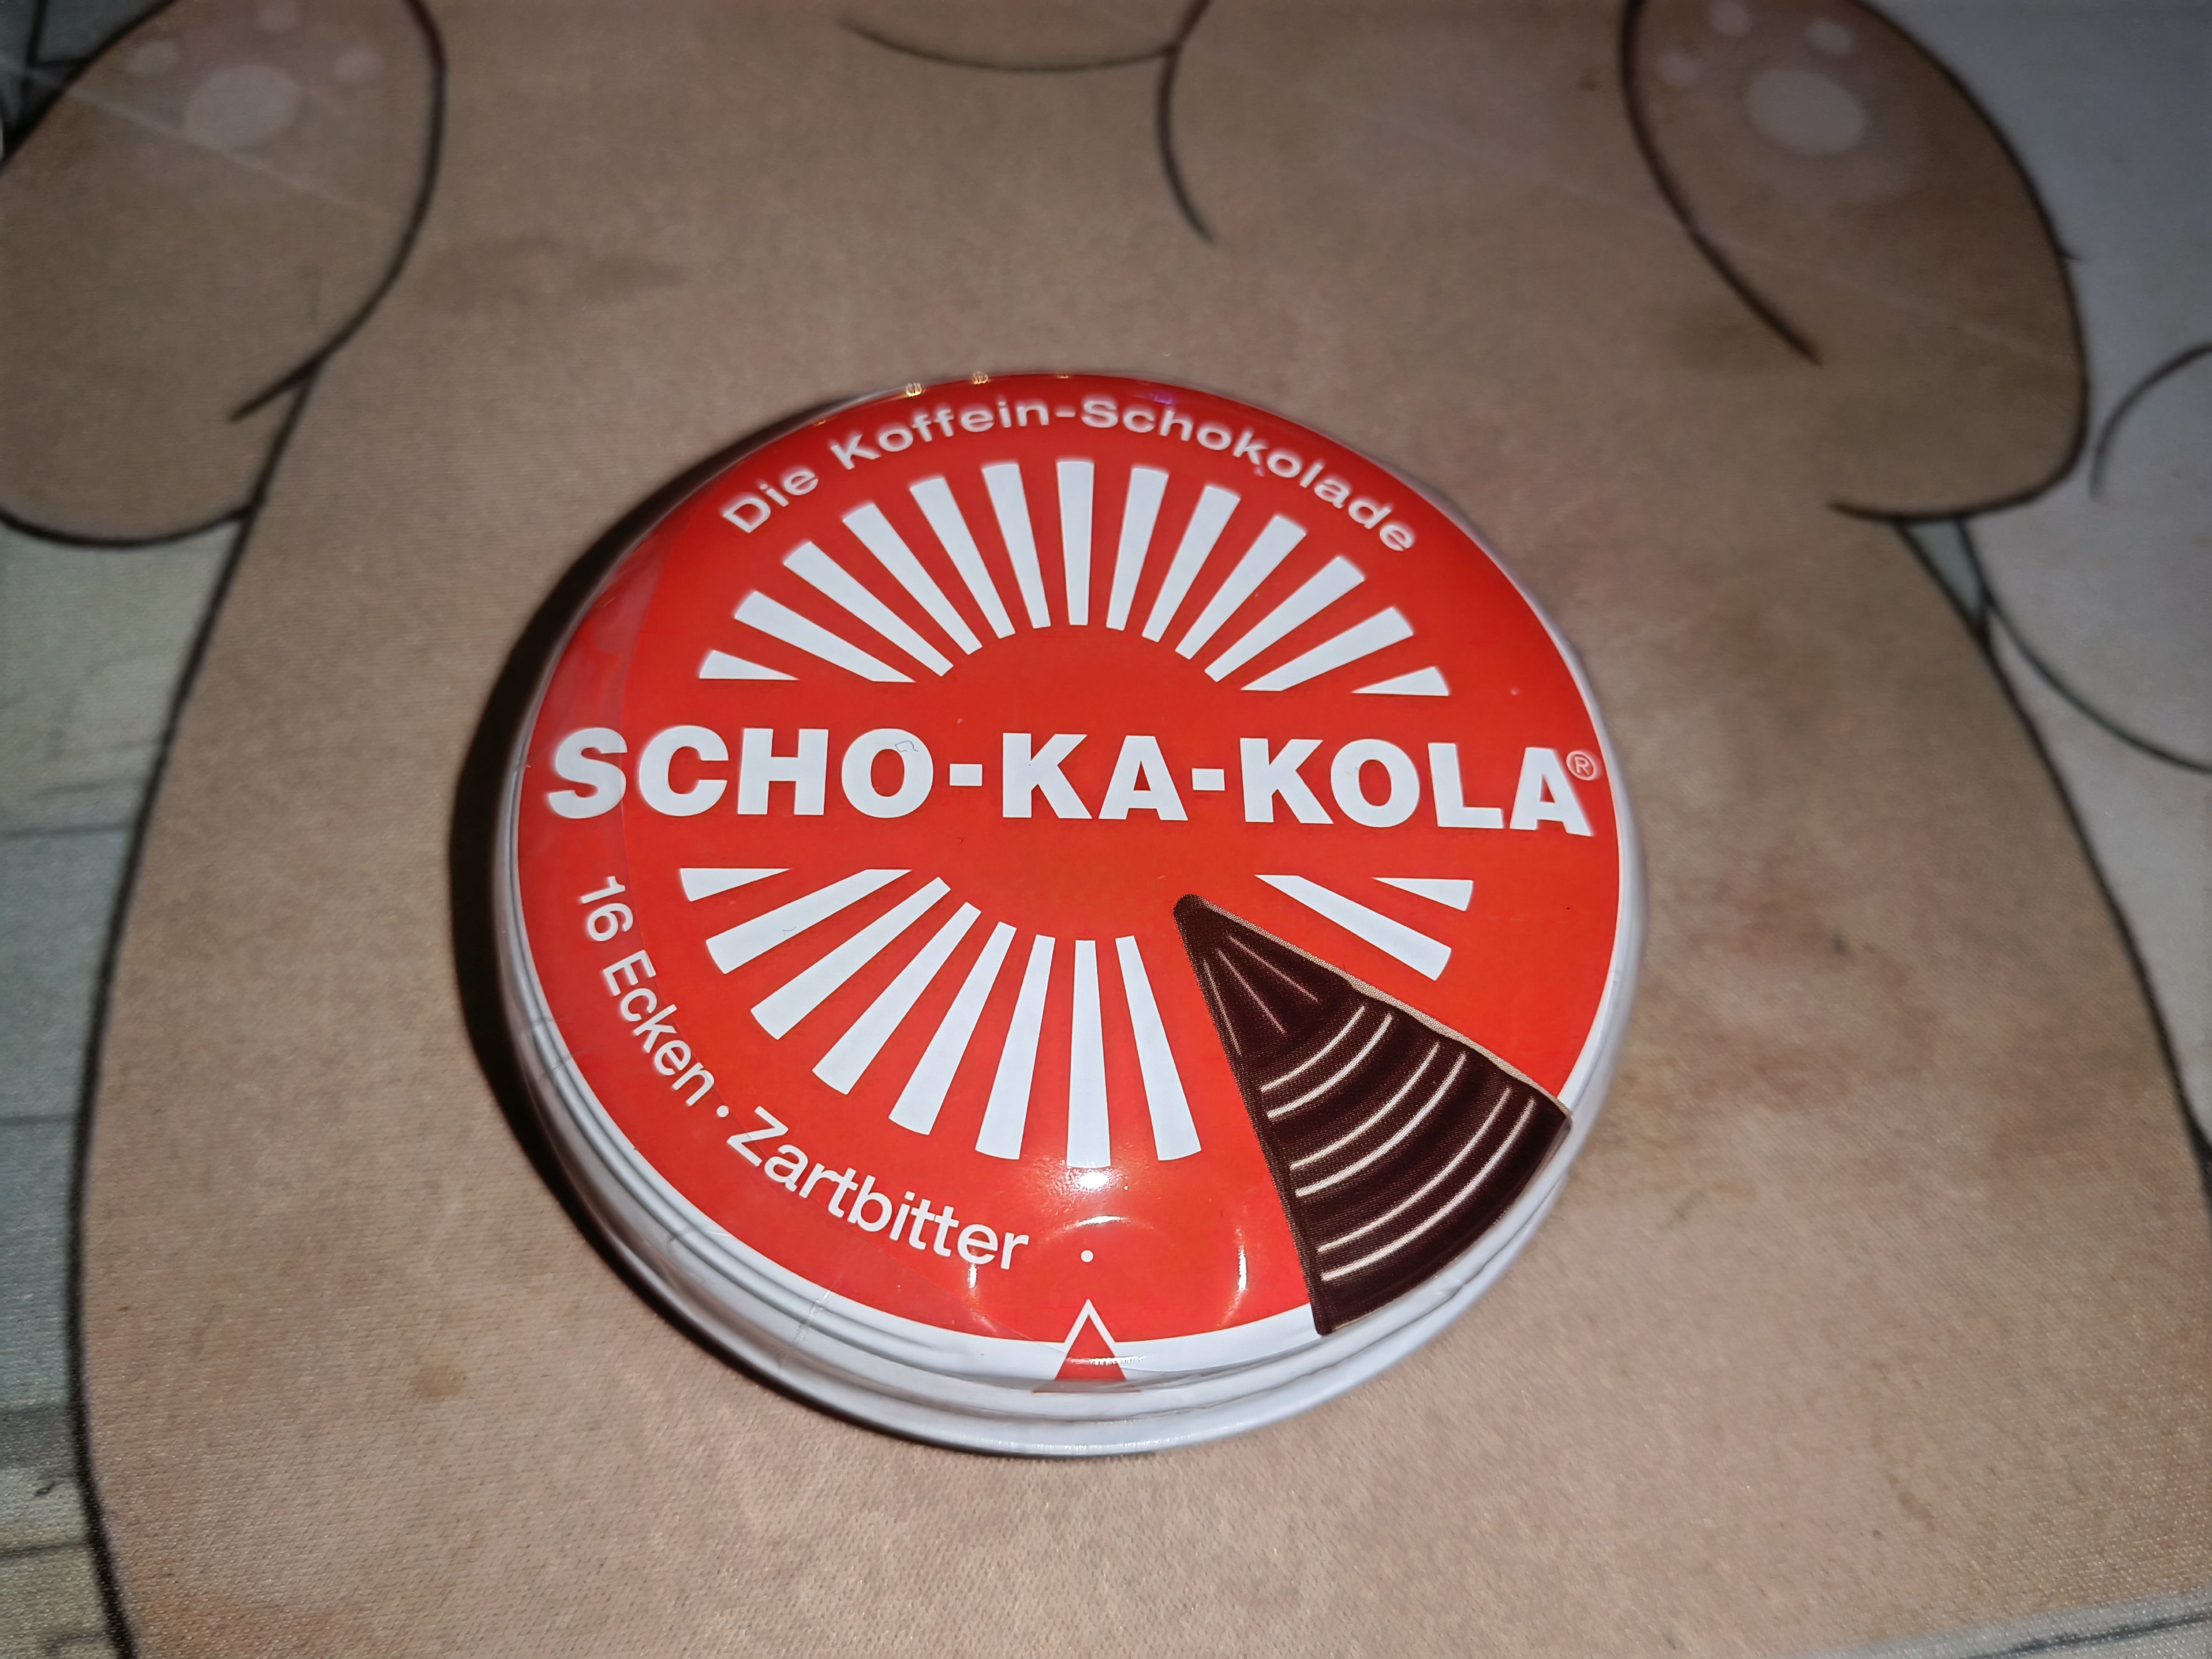 Die Koffein-Schokolade
SCHO-KA-KOLA®
16 Ecken · Zartbitter ·